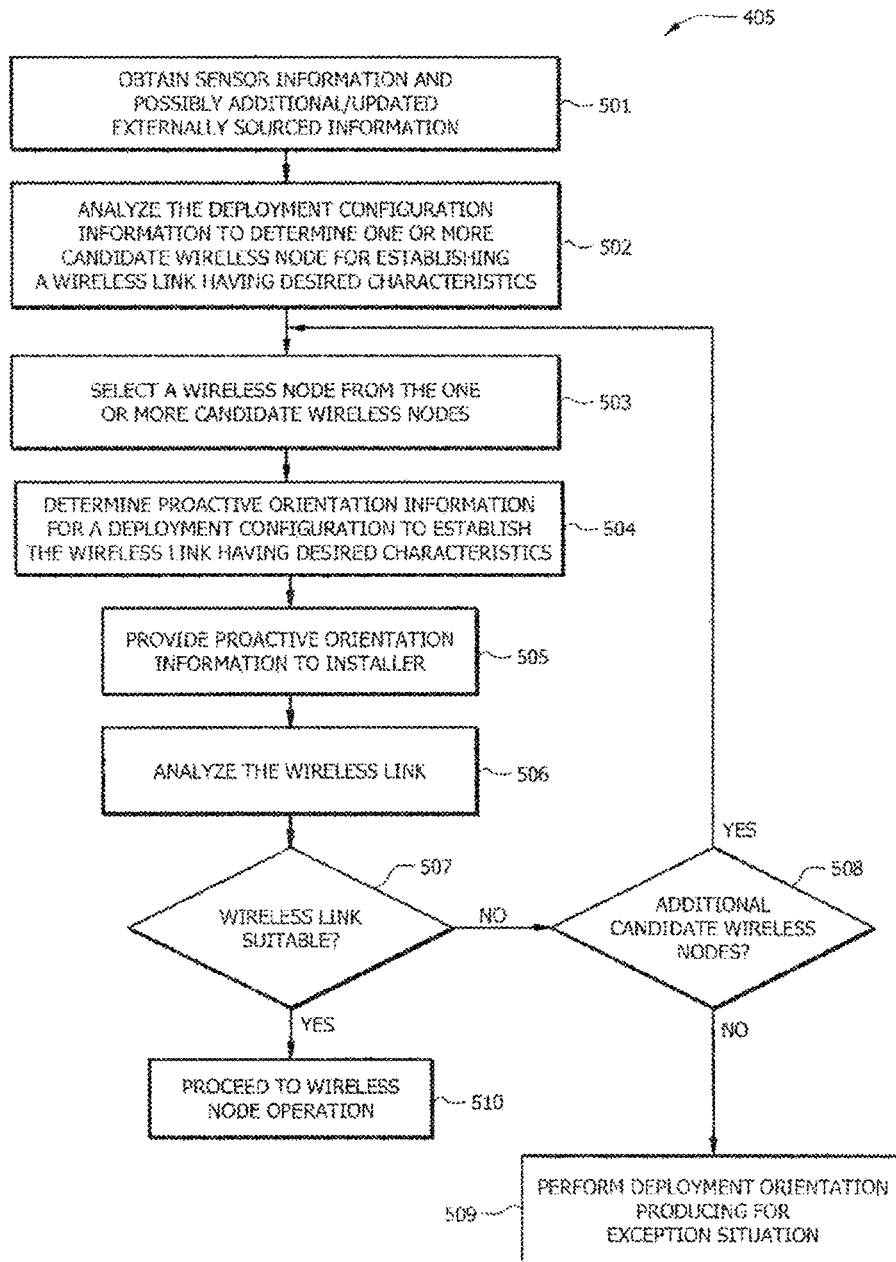 405
OBTAIN SENSOR INFORMATION AND
POSSIBLY ADDITIONAL/UPDATED
EXTERNALLY SOURCED INFORMATION
501
ANALYZE THE DEPLOYMENT CONFIGURATION
INFORMATION TO DETERMINE ONE OR MORE
CANDIDATE WIRELESS NODE FOR ESTABLISHING
A WIRELESS LINK HAVING DESIRED CHARACTERISTICS
502
SELECT A WIRELESS NODE FROM THE ONE
OR MORE CANDIDATE WIRELESS NODES
503
DETERMINE PROACTIVE ORIENTATION INFORMATION
FOR A DEPLOYMENT CONFIGURATION TO ESTABLISH
THE WIRELESS LINK HAVING DESIRED CHARACTERISTICS
504
PROVIDE PROACTIVE ORIENTATION
INFORMATION TO INSTALLER
505
ANALYZE THE WIRELESS LINK
506
WIRELESS LINK
SUITABLE?
507
NO
YES
ADDITIONAL
CANDIDATE WIRELESS
NODES?
508
YES
NO
PROCEED TO WIRELESS
NODE OPERATION
510
PERFORM DEPLOYMENT ORIENTATION
PRODUCING FOR
EXCEPTION SITUATION
509